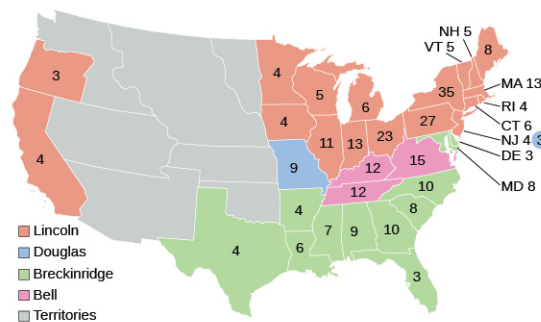 NH 5
VT 5
8
3
4
5
6
35
MA 13
RI 4
CT 6
NJ 4 3
DE 3
MD 8
4
4
11
13
23
27
9
12
15
12
10
4
8
4
6
7
9
10
3
Lincoln
Douglas
Breckinridge
Bell
Territories